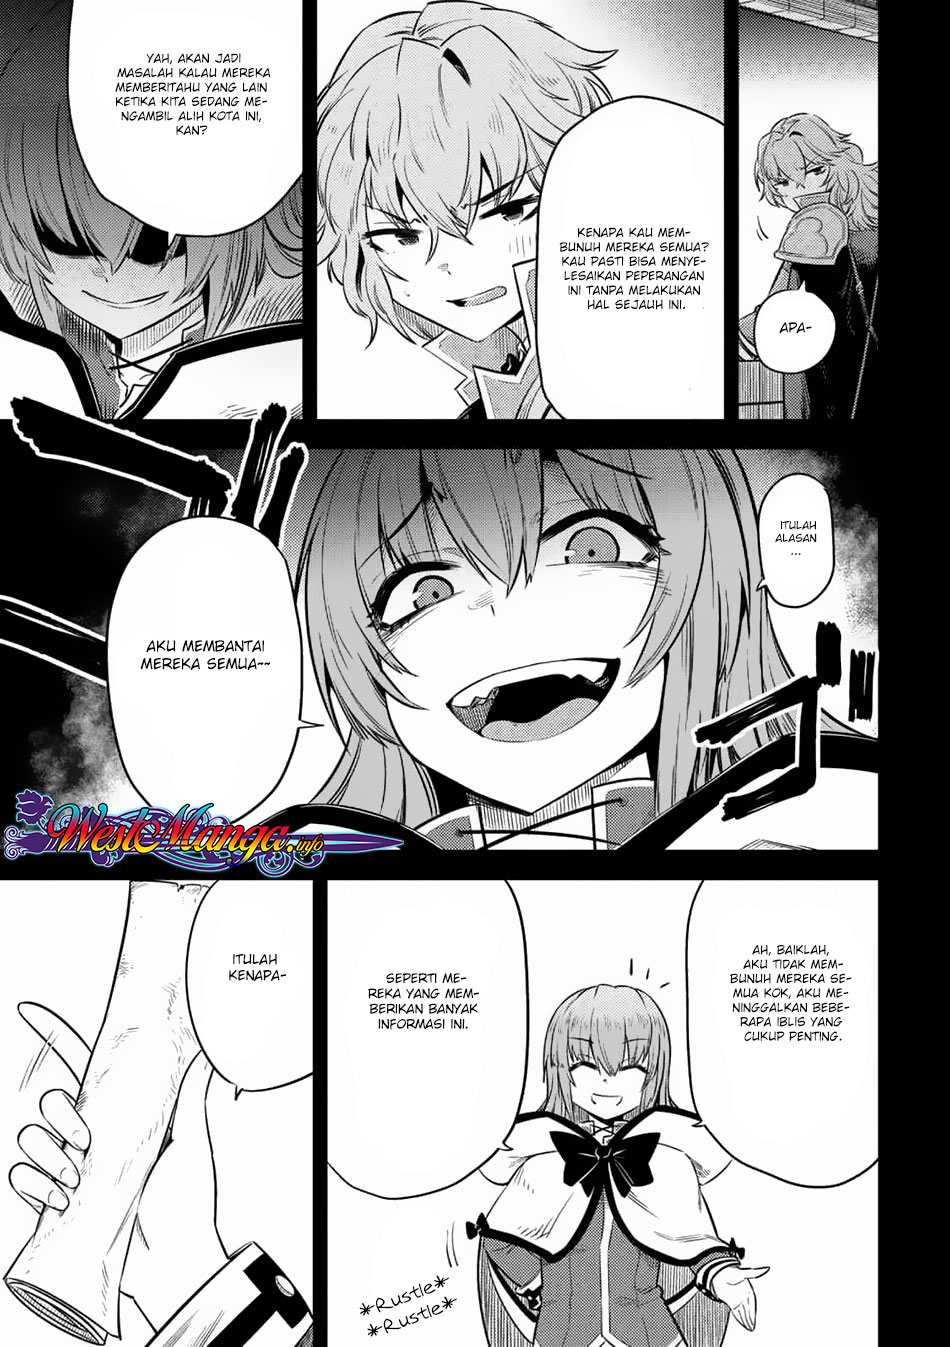 APA-
KENAPA KAU MEM-
BUNUH MEREKA SEMUA?
KAU PASTI BISA MENYE-
LESAIKAN PEPERANGAN
INI TANPA MELAKUKAN
HAL SEJAUH INI.
YAH, AKAN JADI
MASALAH KALAU MEREKA
MEMBERITAHU YANG LAIN
KETIKA KITA SEDANG ME-
NGAMBIL ALIH KOTA INI,
KAN?
ITULAH
ALASAN
...
AKU MEMBANTAI
MEREKA SEMUA~~
WestManga.info
AH, BAIKLAH,
AKU TIDAK MEM-
BUNUH MEREKA SE-
MUA KOK, AKU ME-
NINGGALKAN BEBE-
RAPA IBLIS YANG
CUKUP PENTING.
SEPERTI ME-
REKA YANG MEM-
BERIKAN BANYAK
INFORMASI INI.
*Rustle*
*Rustle*
ITULAH
KENAPA-